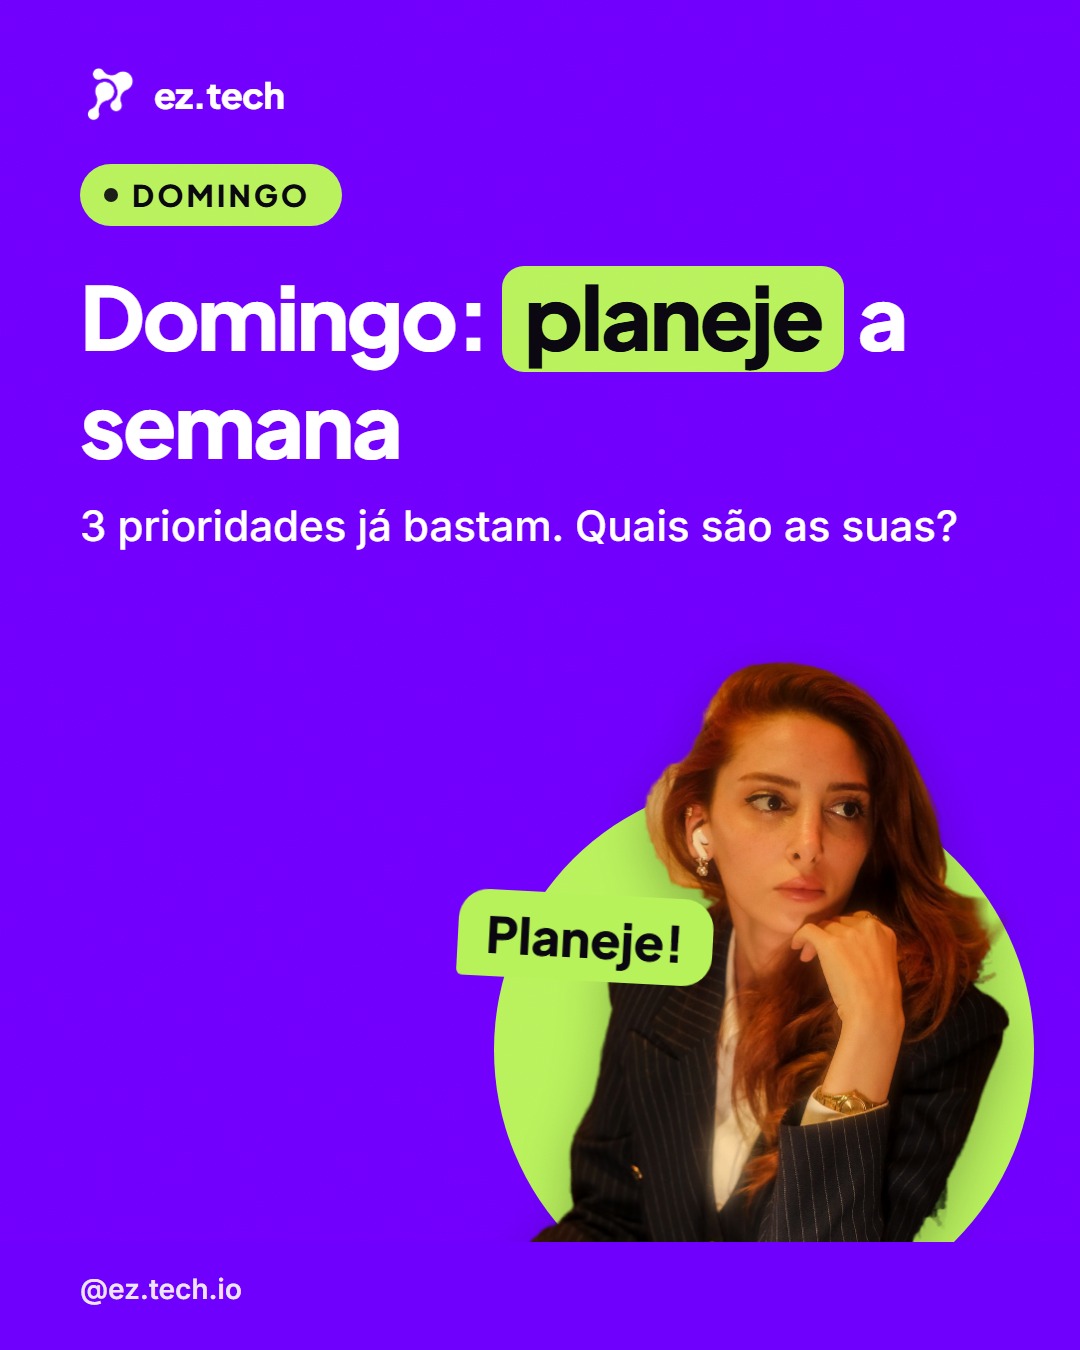 ez.tech
DOMINGO
Domingo: planeje a
semana
3 prioridades já bastam. Quais são as suas?
Planeje!
@ez.tech.io